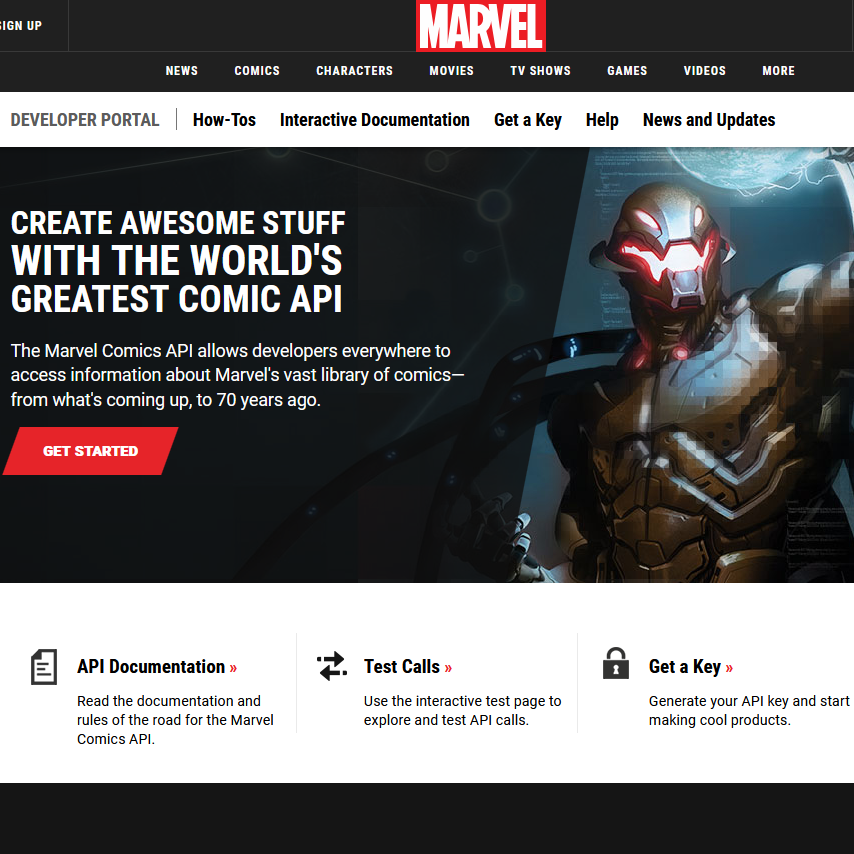 SIGN UP
MARVEL
NEWS COMICS CHARACTERS MOVIES TV SHOWS GAMES VIDEOS MORE
DEVELOPER PORTAL How-Tos Interactive Documentation Get a Key Help News and Updates
CREATE AWESOME STUFF
WITH THE WORLD'S
GREATEST COMIC API
The Marvel Comics API allows developers everywhere to
access information about Marvel's vast library of comics—
from what's coming up, to 70 years ago.
GET STARTED
API Documentation »
Read the documentation and
rules of the road for the Marvel
Comics API.
Test Calls »
Use the interactive test page to
explore and test API calls.
Get a Key »
Generate your API key and start
making cool products.